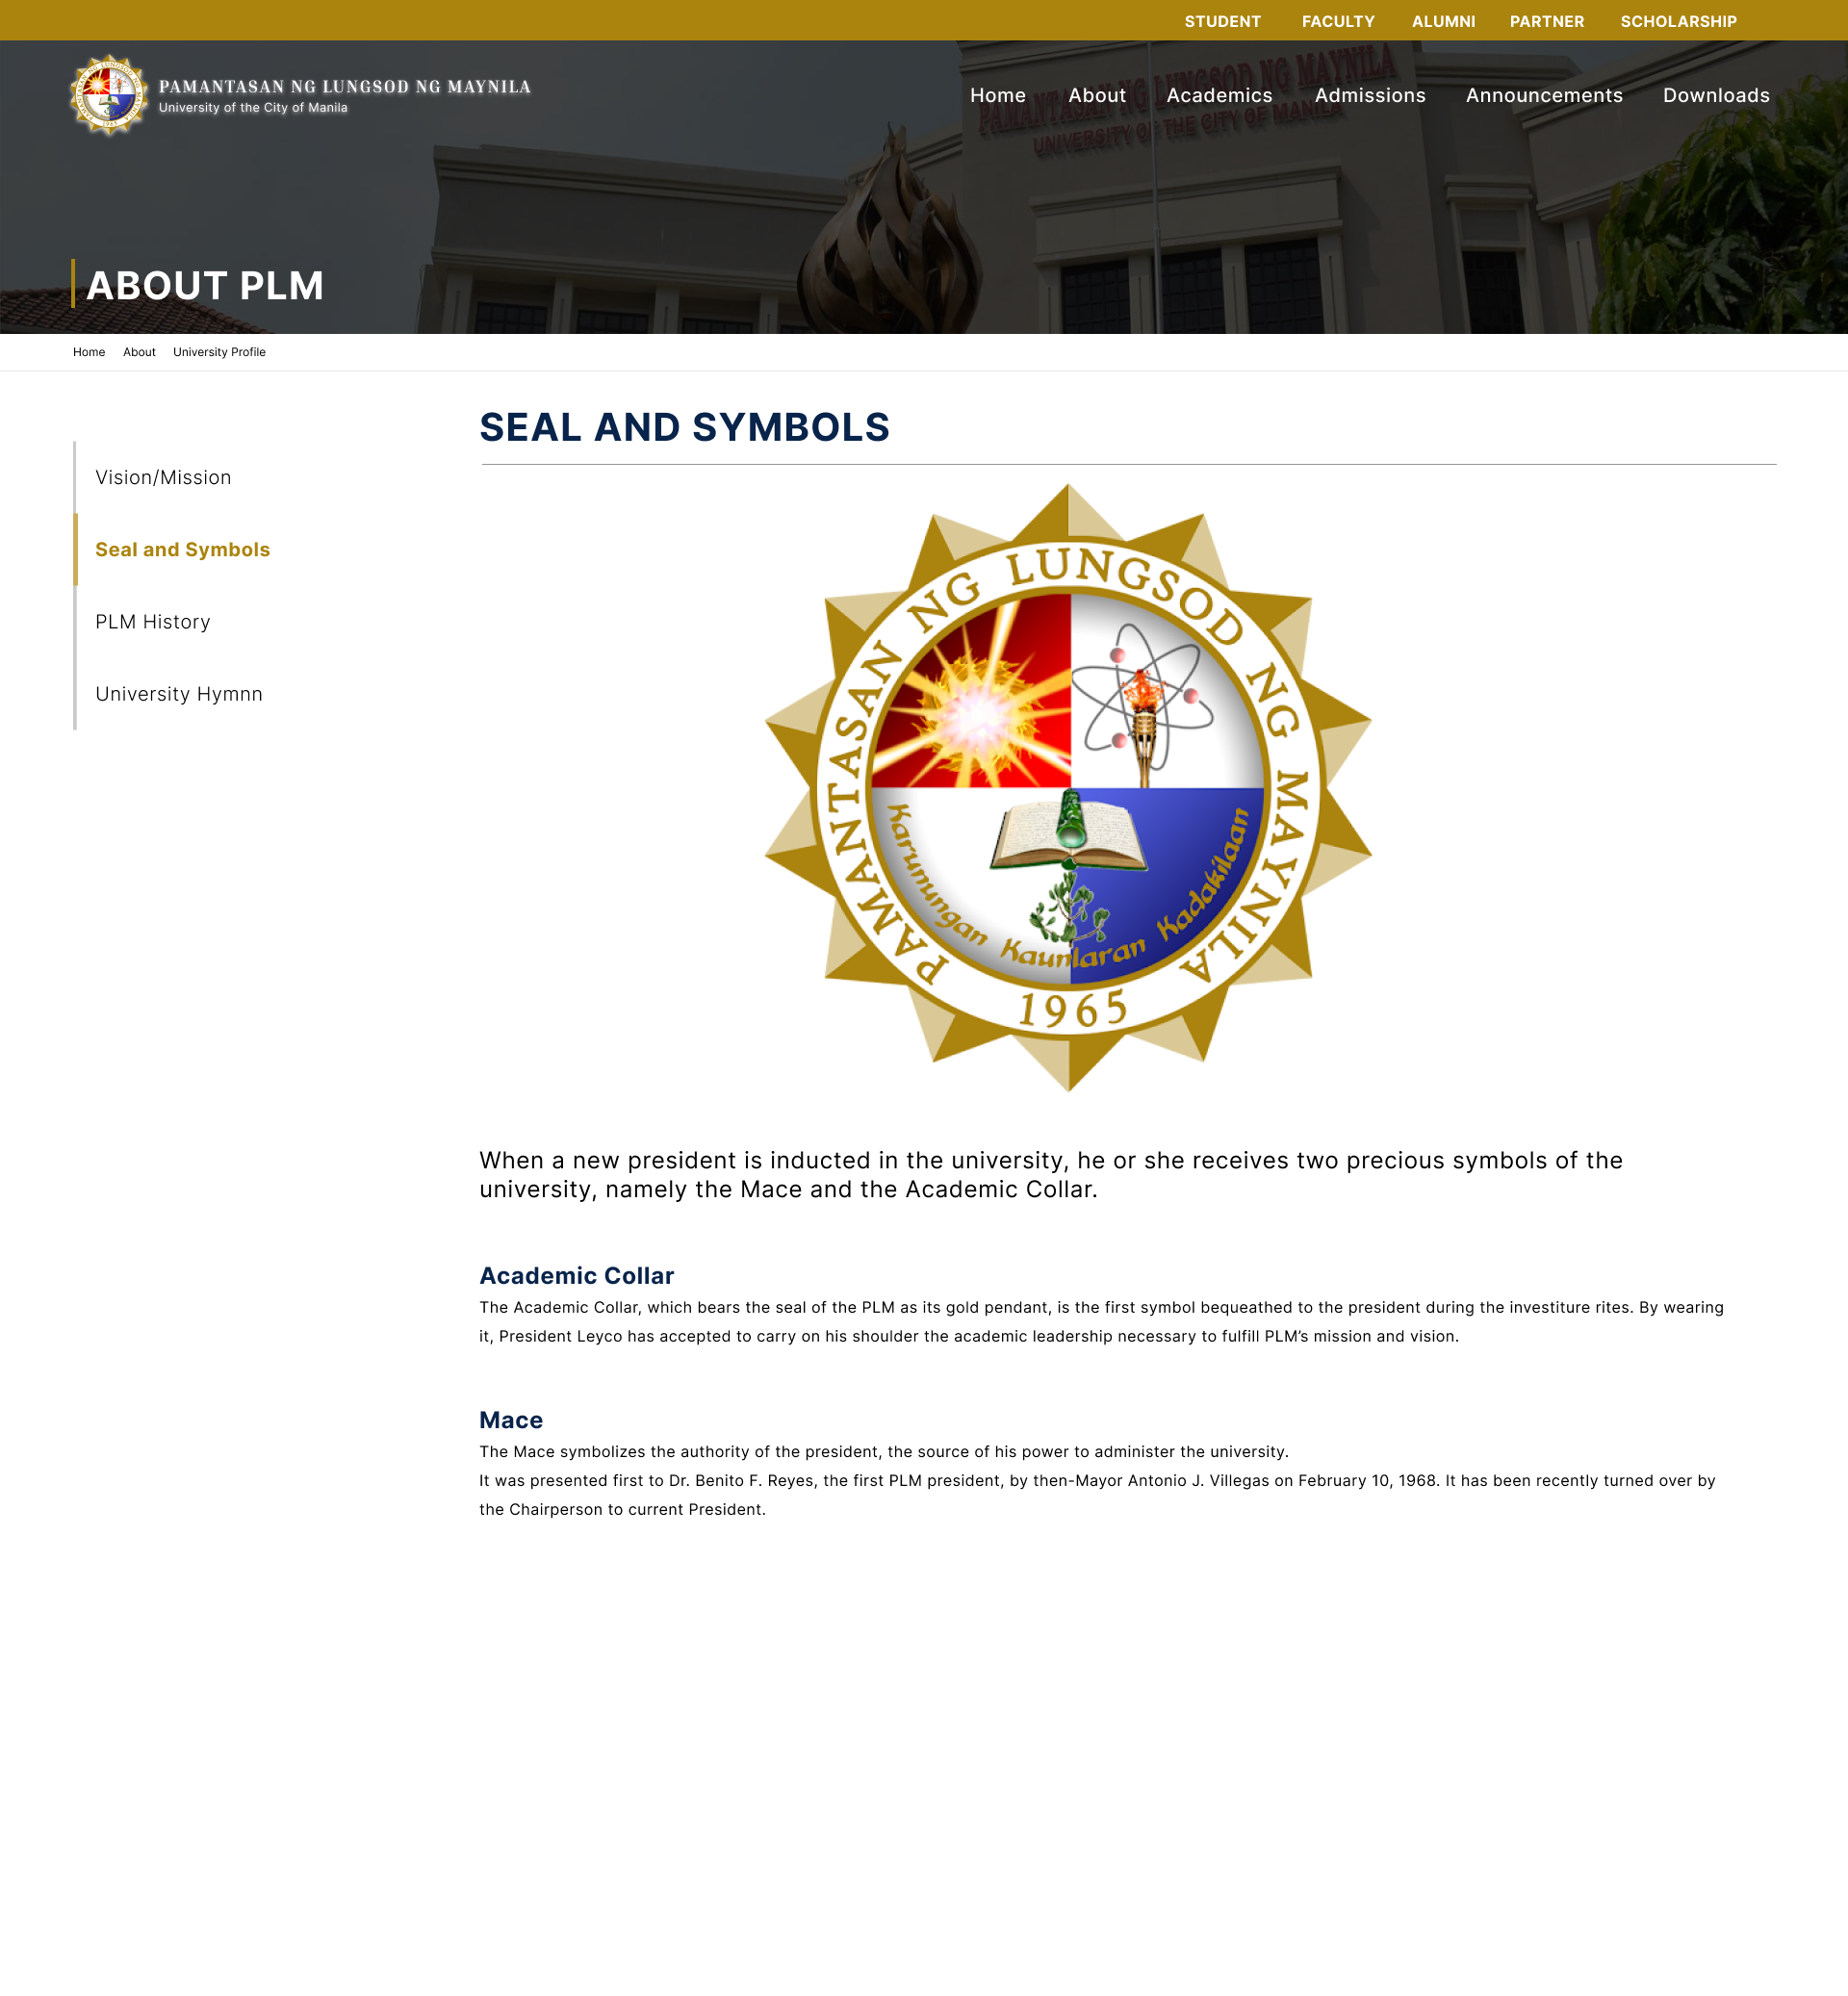 STUDENT FACULTY ALUMNI PARTNER SCHOLARSHIP
PAMANTASAN NG LUNGSOD NG MAYNILA
University of the City of Manila
Home About Academics Admissions Announcements Downloads
PAMANTASAN NG LUNGSOD NG MAYNILA
UNIVERSITY OF THE CITY OF MANILA
ABOUT PLM
Home About University Profile
Vision/Mission
Seal and Symbols
PLM History
University Hymnn
SEAL AND SYMBOLS
PAMANTASAN NG LUNGSOD NG MAYNILA
Karunungan Kaunlaran Kadakilaan
1965
When a new president is inducted in the university, he or she receives two precious symbols of the
university, namely the Mace and the Academic Collar.
Academic Collar
The Academic Collar, which bears the seal of the PLM as its gold pendant, is the first symbol bequeathed to the president during the investiture rites. By wearing
it, President Leyco has accepted to carry on his shoulder the academic leadership necessary to fulfill PLM’s mission and vision.
Mace
The Mace symbolizes the authority of the president, the source of his power to administer the university.
It was presented first to Dr. Benito F. Reyes, the first PLM president, by then-Mayor Antonio J. Villegas on February 10, 1968. It has been recently turned over by
the Chairperson to current President.